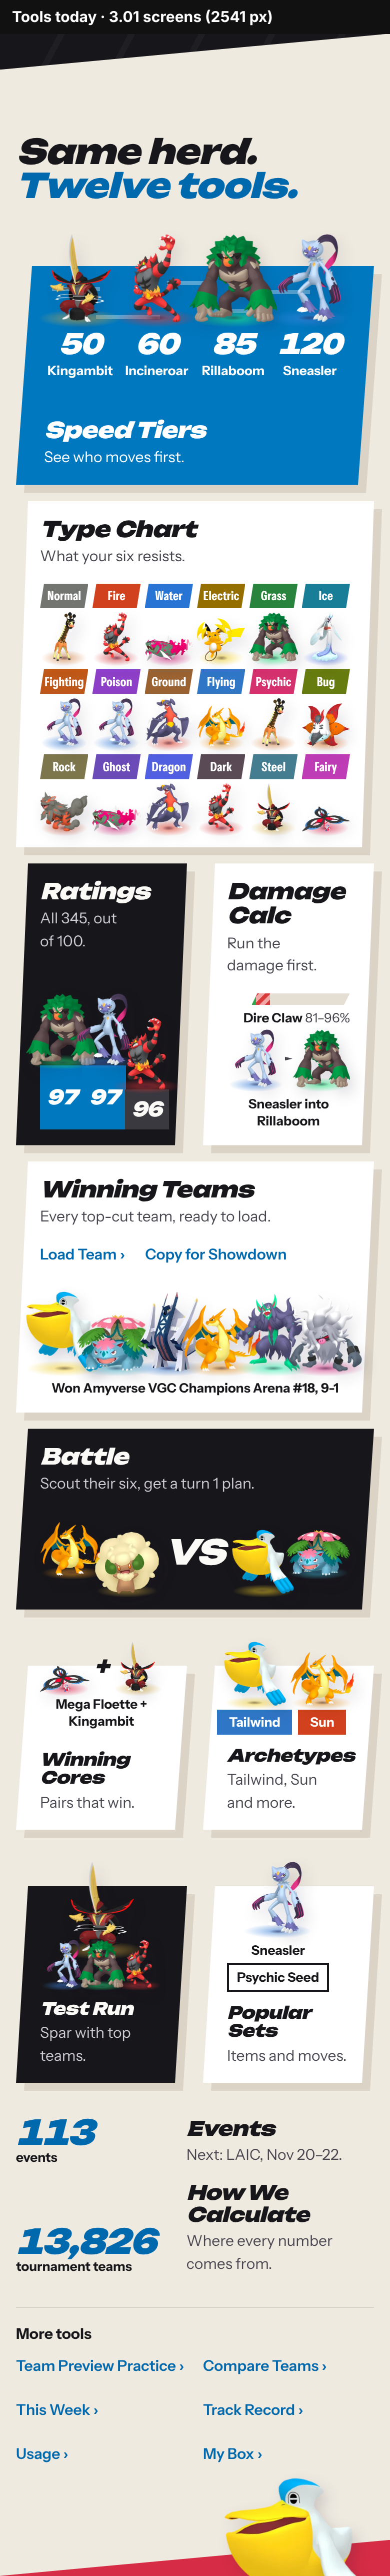 Tools today · 3.01 screens (2541 px)
Same herd.
Twelve tools.
50 60 85 120
Kingambit Incineroar Rillaboom Sneasler
Speed Tiers
See who moves first.
Type Chart
What your six resists.
Normal Fire Water Electric Grass Ice
Fighting Poison Ground Flying Psychic Bug
Rock Ghost Dragon Dark Steel Fairy
Ratings
All 345, out
of 100.
97 97 96
Damage
Calc
Run the
damage first.
Dire Claw 81–96%
Sneasler into
Rillaboom
Winning Teams
Every top-cut team, ready to load.
Load Team › Copy for Showdown
Won Amyverse VGC Champions Arena #18, 9-1
Battle
Scout their six, get a turn 1 plan.
VS
+
Mega Floette +
Kingambit
Winning
Cores
Pairs that win.
Tailwind Sun
Archetypes
Tailwind, Sun
and more.
Test Run
Spar with top
teams.
Sneasler
Psychic Seed
Popular
Sets
Items and moves.
113
events
13,826
tournament teams
Events
Next: LAIC, Nov 20–22.
How We
Calculate
Where every number
comes from.
More tools
Team Preview Practice › Compare Teams ›
This Week › Track Record ›
Usage › My Box ›